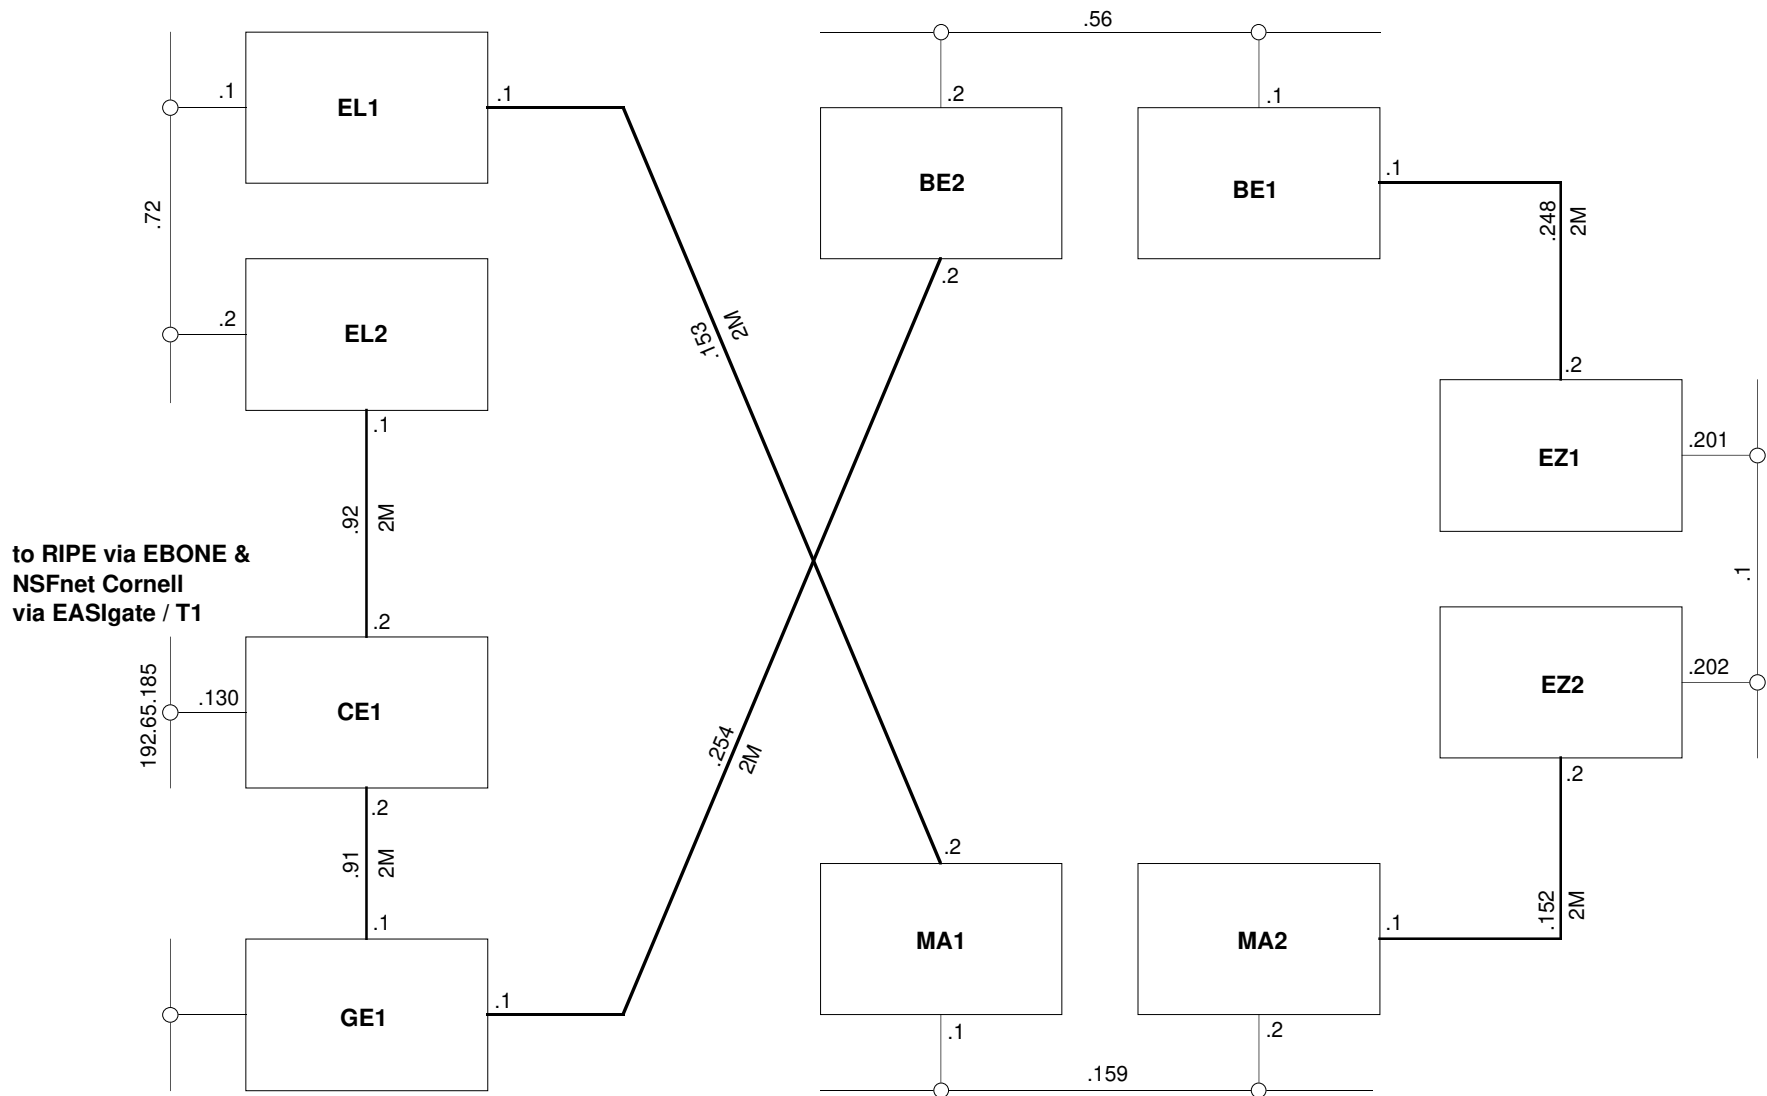 .56
.1
EL1
.1
.2
.1
BE2
BE1
.1
.72
.248
2M
.2
EL2
.2
.153
2M
.2
.1
.201
EZ1
.92
2M
to RIPE via EBONE &
NSFnet Cornell
via EASIgate / T1
.1
.2
192.65.185
.130
CE1
.202
EZ2
.254
2M
.2
.2
.91
2M
.2
.1
.152
2M
.1
MA1
MA2
.1
GE1
.1
.2
.159